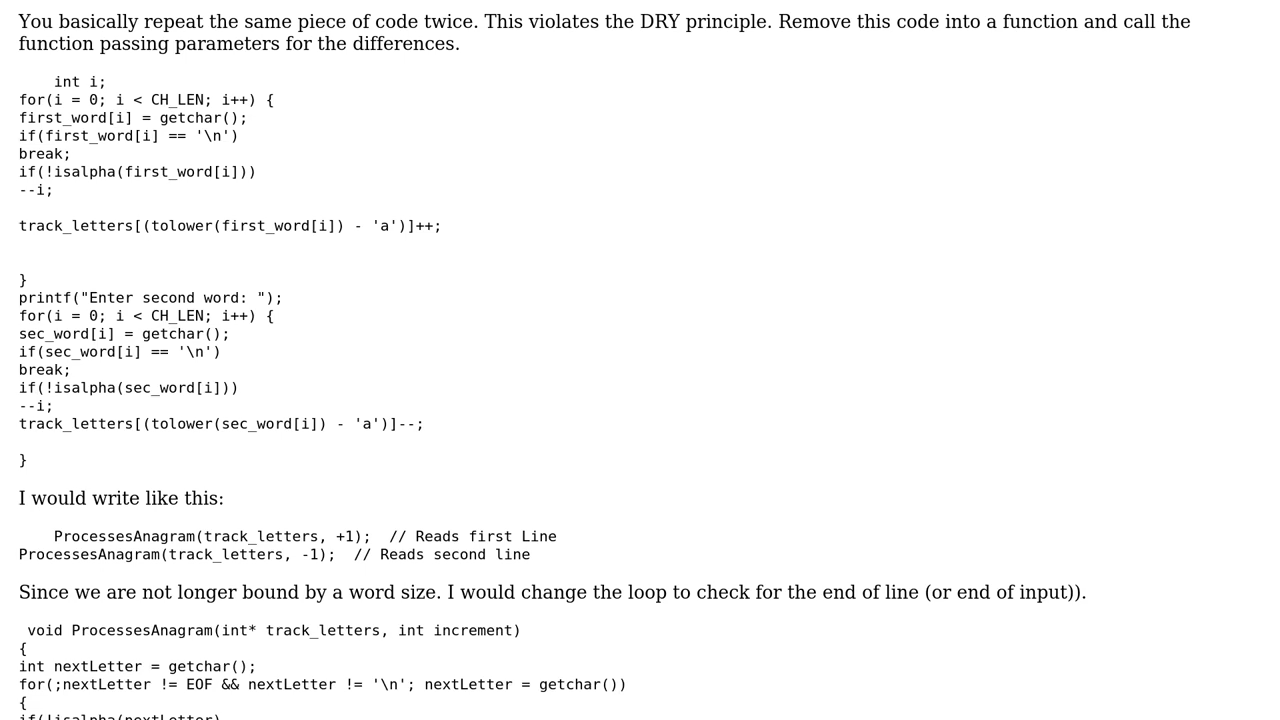 You basically repeat the same piece of code twice. This violates the DRY principle. Remove this code into a function and call the
function passing parameters for the differences.
int i;
for(i = 0; i < CH_LEN; i++) {
first_word[i] = getchar();
if(first_word[i] == '\n')
break;
if(!isalpha(first_word[i]))
--i;
track_letters[(tolower(first_word[i]) - 'a')]++;
}
printf("Enter second word: ");
for(i = 0; i < CH_LEN; i++) {
sec_word[i] = getchar();
if(sec_word[i] == '\n')
break;
if(!isalpha(sec_word[i]))
--i;
track_letters[(tolower(sec_word[i]) - 'a')]--;
}
I would write like this:
ProcessesAnagram(track_letters, +1);  // Reads first Line
ProcessesAnagram(track_letters, -1);  // Reads second line
Since we are not longer bound by a word size. I would change the loop to check for the end of line (or end of input)).
void ProcessesAnagram(int* track_letters, int increment)
{
int nextLetter = getchar();
for(;nextLetter != EOF && nextLetter != '\n'; nextLetter = getchar())
{
if(!isalpha(nextLetter)